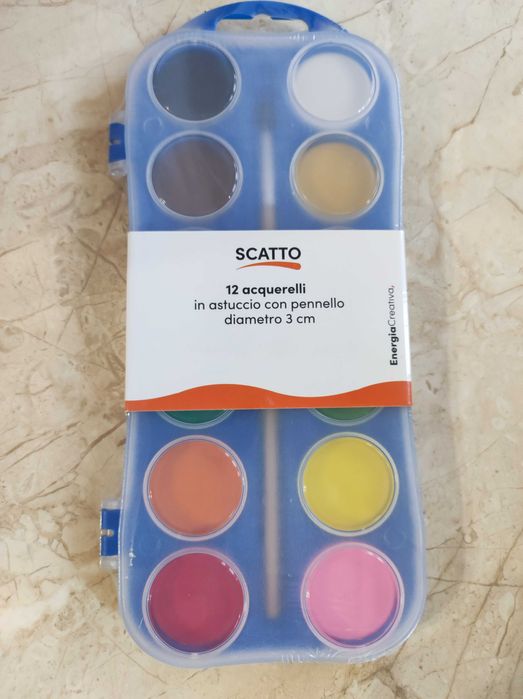 SCATTO
12 acquerelli
in astuccio con pennello
diametro 3 cm
EnergiaCreativa,